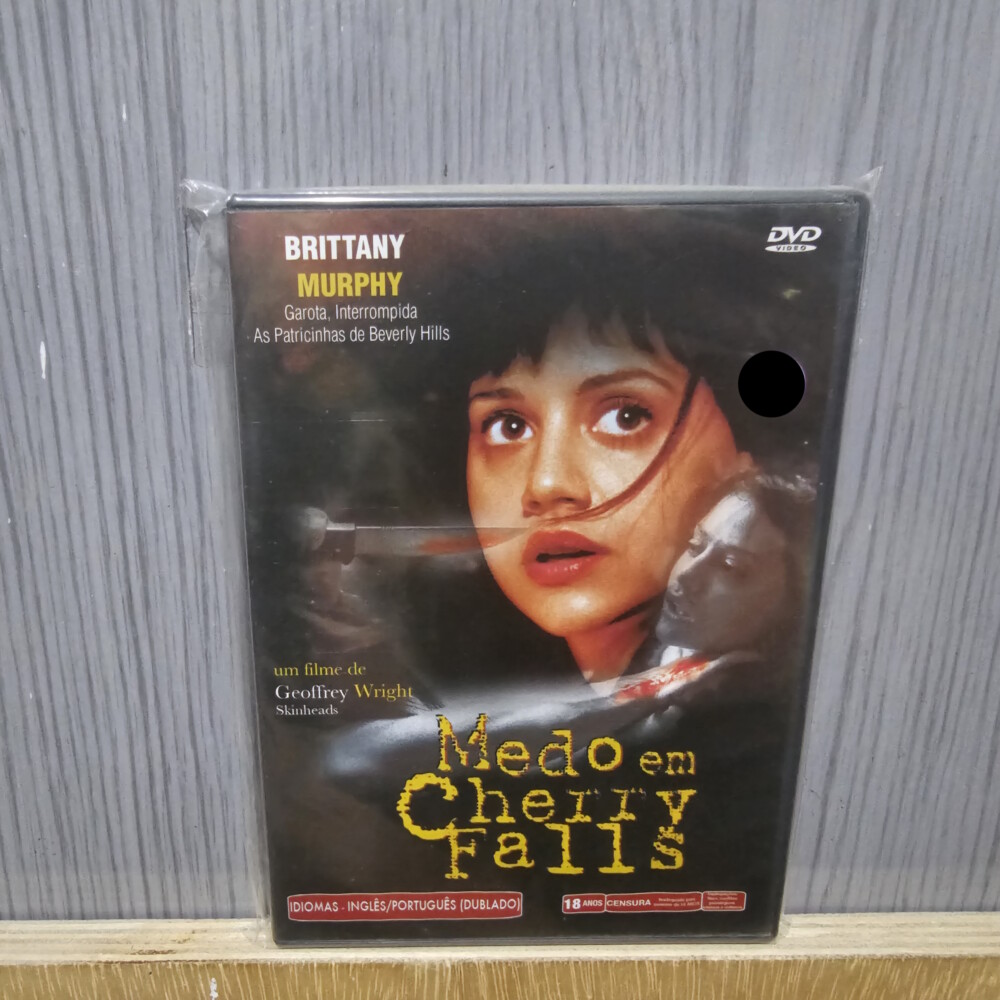 BRITTANY
MURPHY
Garota, Interrompida
As Patricinhas de Beverly Hills
DVD
VIDEO
um filme de
Geoffrey Wright
Skinheads
Medo em
Cherry
Falls
IDIOMAS - INGLÊS/PORTUGUÊS (DUBLADO)
18 ANOS CENSURA